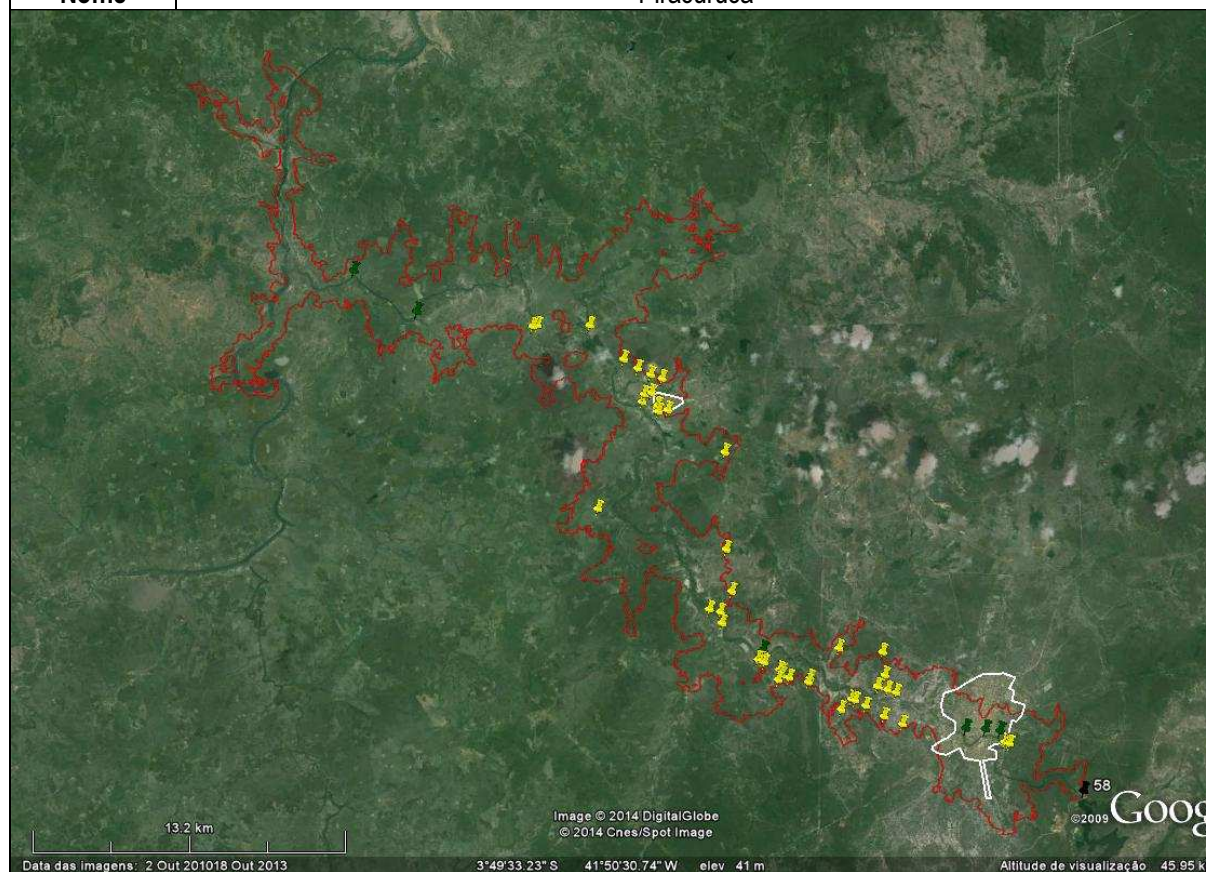 Nome Piracuruca
58
Goog
©2009
13.2 km
Image © 2014 DigitalGlobe
© 2014 Cnes/Spot Image
Data das imagens: 2 Out 201018 Out 2013 3°49'33.23" S 41°50'30.74" W elev 41 m Altitude de visualização 45.95 k